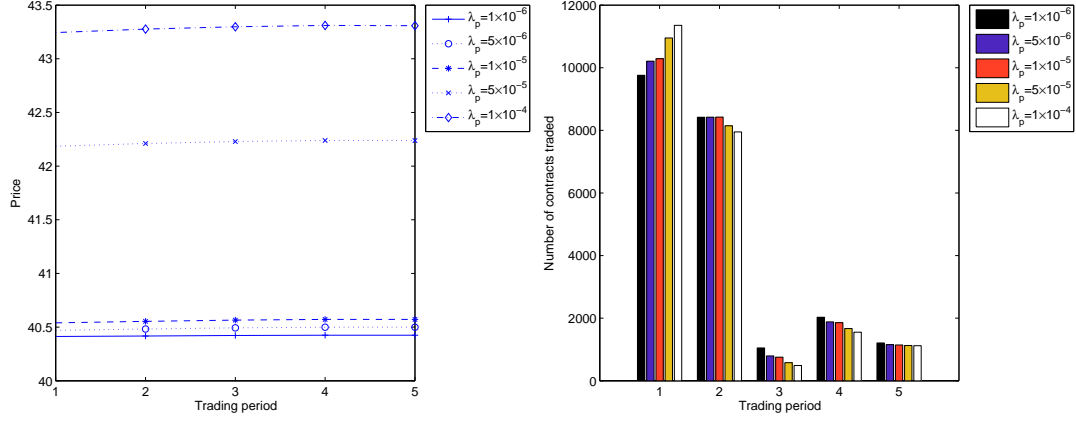 43.5
43
42.5
42
41.5
41
40.5
40
1
2
3
4
5
Price
Trading period
λp=1×10−6
λp=5×10−6
λp=1×10−5
λp=5×10−5
λp=1×10−4
12000
10000
8000
6000
4000
2000
0
1
2
3
4
5
Number of contracts traded
Trading period
λp=1×10−6
λp=5×10−6
λp=1×10−5
λp=5×10−5
λp=1×10−4